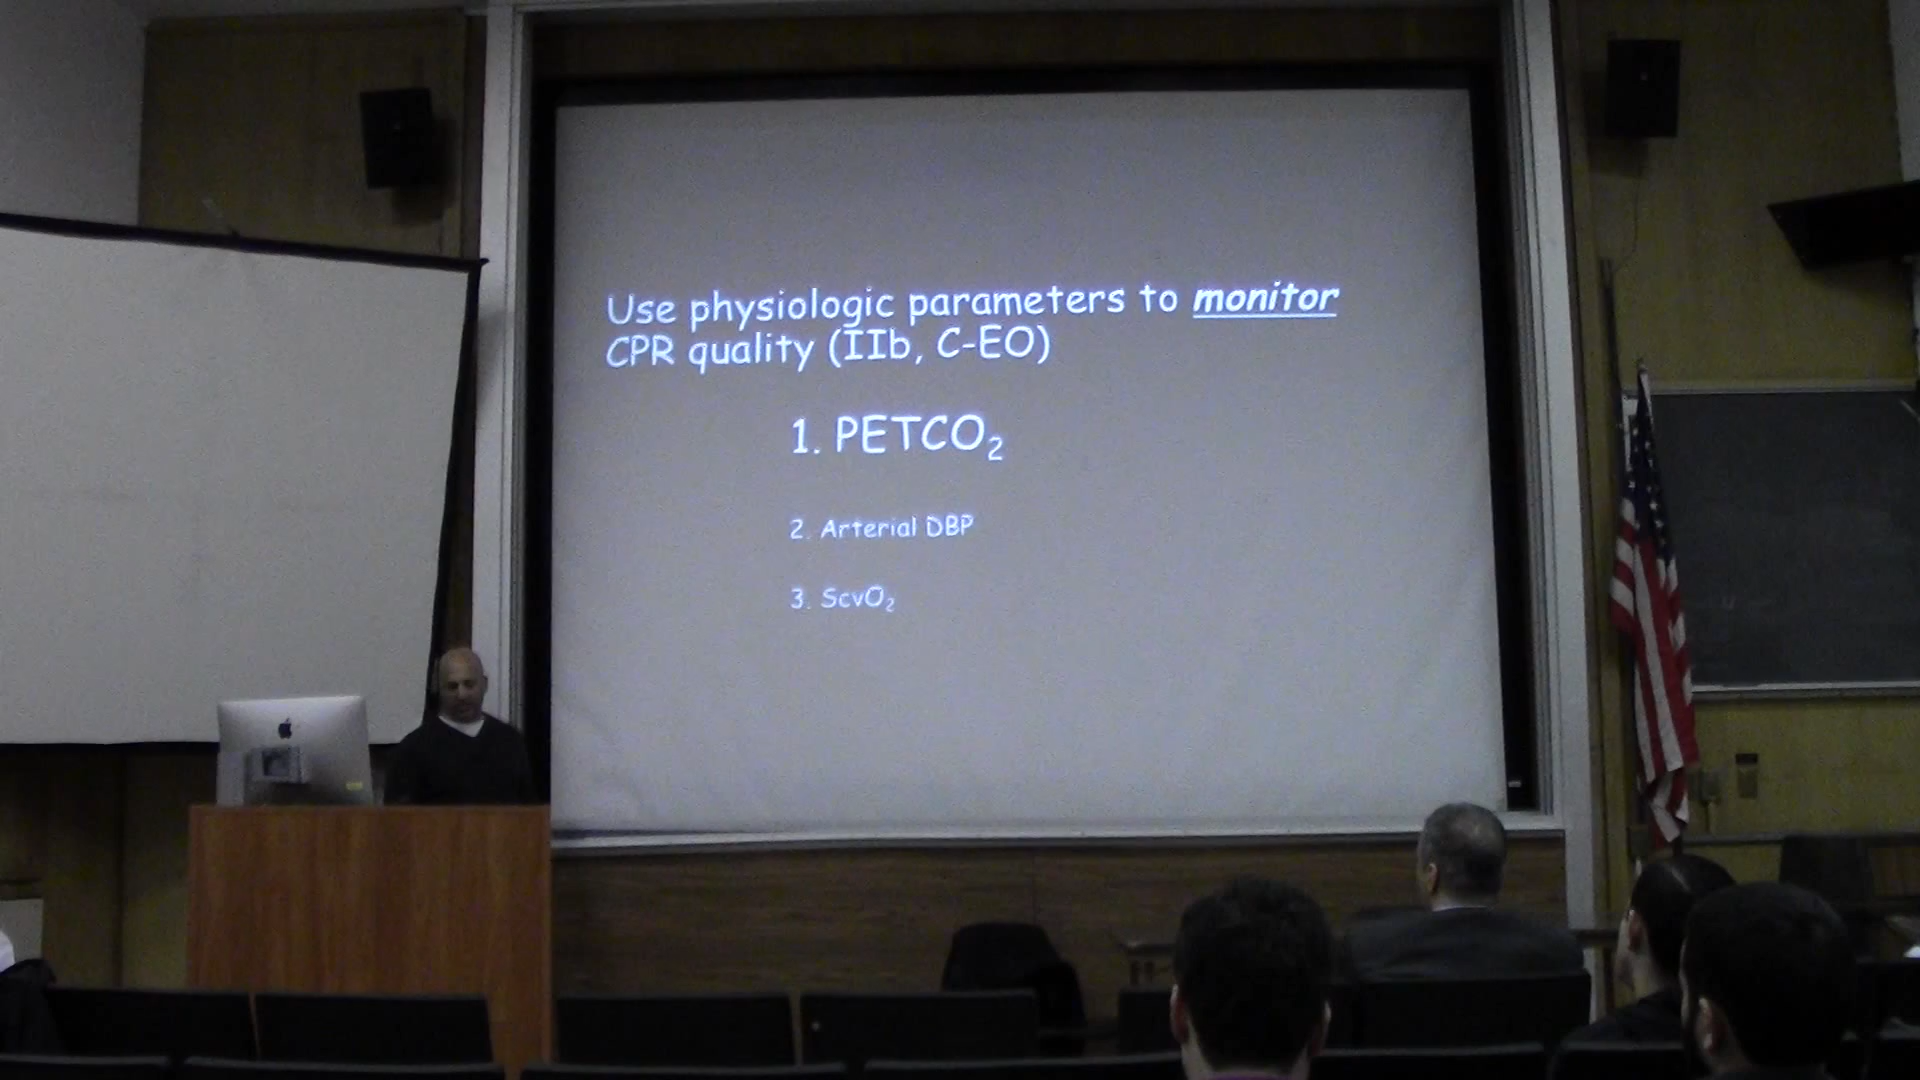 Use physiologic parameters to monitor
CPR quality (IIb, C-EO)
1. PETCO₂
2. Arterial DBP
3. ScvO₂